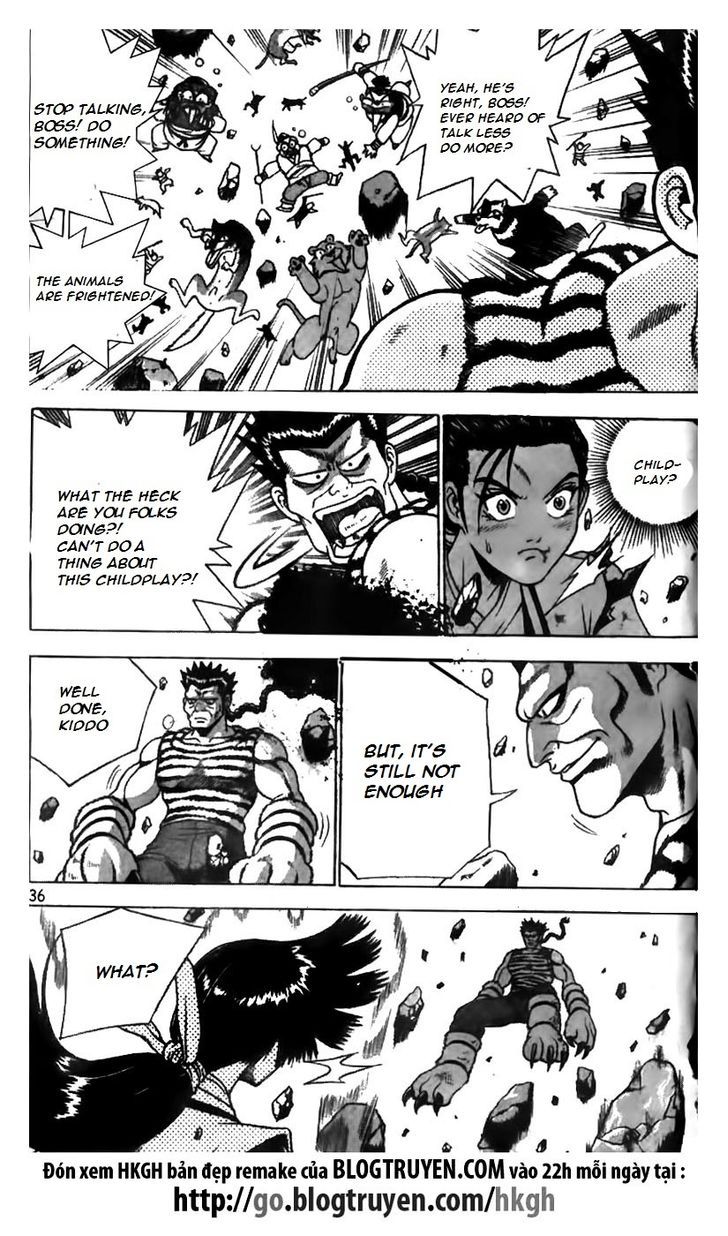 STOP TALKING,
BOSS! DO
SOMETHING!
YEAH, HE'S
RIGHT, BOSS!
EVER HEARD OF
TALK LESS
DO MORE?
THE ANIMALS
ARE FRIGHTENED!
WHAT THE HECK
ARE YOU FOLKS
DOING?!
CAN'T DO A
THING ABOUT
THIS CHILDPLAY?!
CHILD-
PLAY?
WELL
DONE,
KIDDO
BUT, IT'S
STILL NOT
ENOUGH
36
WHAT?
Đón xem HKGH bản đẹp remake của BLOGTRUYEN.COM vào 22h mỗi ngày tại :
http://go.blogtruyen.com/hkgh